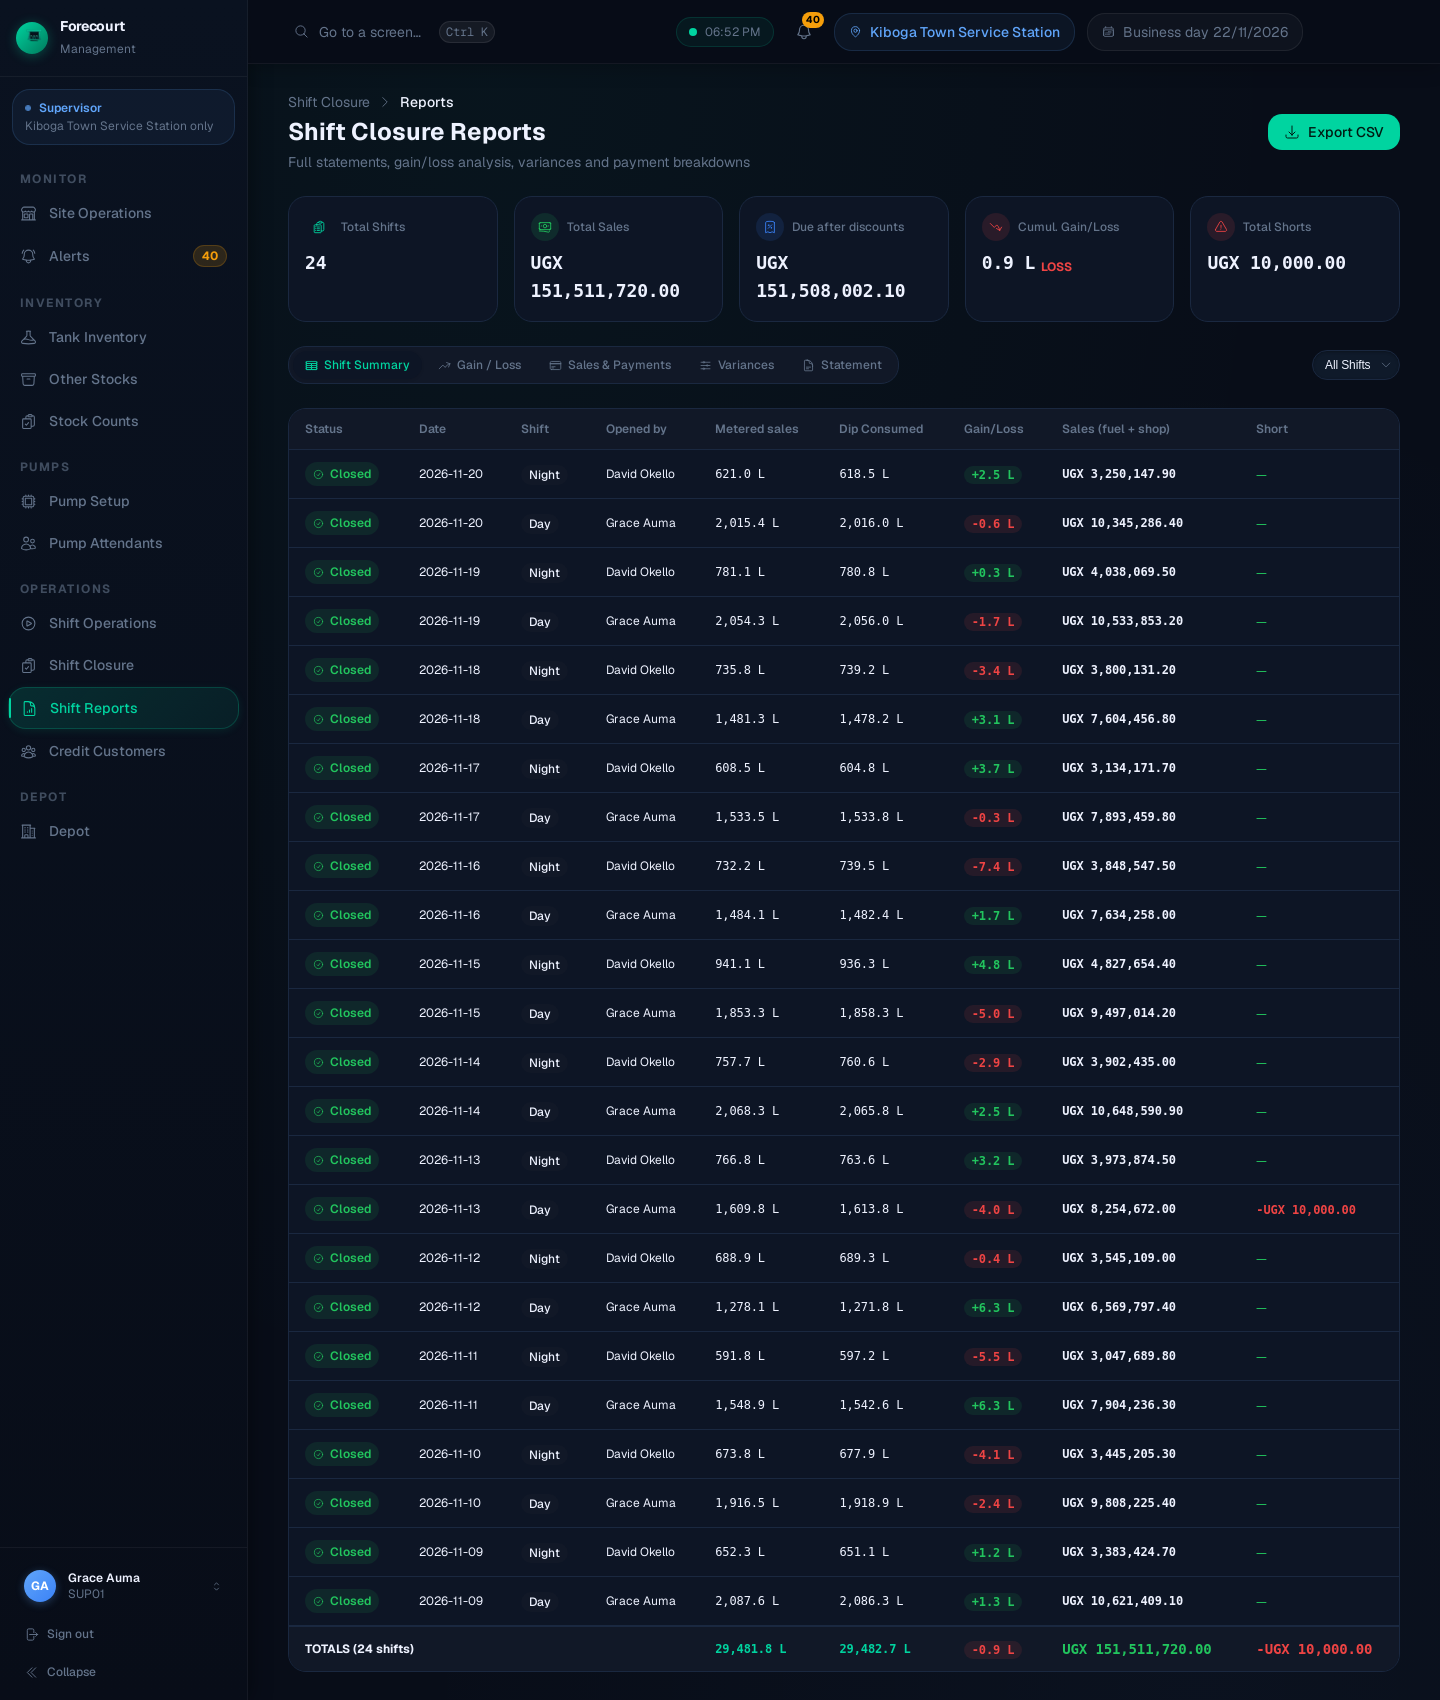 Forecourt
Management
Go to a screen... Ctrl K
06:52 PM
40
Kiboga Town Service Station
Business day 22/11/2026
Supervisor
Kiboga Town Service Station only
MONITOR
Site Operations
Alerts 40
INVENTORY
Tank Inventory
Other Stocks
Stock Counts
PUMPS
Pump Setup
Pump Attendants
OPERATIONS
Shift Operations
Shift Closure
Shift Reports
Credit Customers
DEPOT
Depot
Grace Auma
GA
SUP01
Sign out
Collapse
Shift Closure > Reports
Shift Closure Reports
Full statements, gain/loss analysis, variances and payment breakdowns
Export CSV
Total Shifts
24
Total Sales
UGX
151,511,720.00
Due after discounts
UGX
151,508,002.10
Cumul. Gain/Loss
0.9 L LOSS
Total Shorts
UGX 10,000.00
Shift Summary Gain / Loss Sales & Payments Variances Statement
All Shifts
Status Date Shift Opened by Metered sales Dip Consumed Gain/Loss Sales (fuel + shop) Short
Closed 2026-11-20 Night David Okello 621.0 L 618.5 L +2.5 L UGX 3,250,147.90 —
Closed 2026-11-20 Day Grace Auma 2,015.4 L 2,016.0 L -0.6 L UGX 10,345,286.40 —
Closed 2026-11-19 Night David Okello 781.1 L 780.8 L +0.3 L UGX 4,038,069.50 —
Closed 2026-11-19 Day Grace Auma 2,054.3 L 2,056.0 L -1.7 L UGX 10,533,853.20 —
Closed 2026-11-18 Night David Okello 735.8 L 739.2 L -3.4 L UGX 3,800,131.20 —
Closed 2026-11-18 Day Grace Auma 1,481.3 L 1,478.2 L +3.1 L UGX 7,604,456.80 —
Closed 2026-11-17 Night David Okello 608.5 L 604.8 L +3.7 L UGX 3,134,171.70 —
Closed 2026-11-17 Day Grace Auma 1,533.5 L 1,533.8 L -0.3 L UGX 7,893,459.80 —
Closed 2026-11-16 Night David Okello 732.2 L 739.5 L -7.4 L UGX 3,848,547.50 —
Closed 2026-11-16 Day Grace Auma 1,484.1 L 1,482.4 L +1.7 L UGX 7,634,258.00 —
Closed 2026-11-15 Night David Okello 941.1 L 936.3 L +4.8 L UGX 4,827,654.40 —
Closed 2026-11-15 Day Grace Auma 1,853.3 L 1,858.3 L -5.0 L UGX 9,497,014.20 —
Closed 2026-11-14 Night David Okello 757.7 L 760.6 L -2.9 L UGX 3,902,435.00 —
Closed 2026-11-14 Day Grace Auma 2,068.3 L 2,065.8 L +2.5 L UGX 10,648,590.90 —
Closed 2026-11-13 Night David Okello 766.8 L 763.6 L +3.2 L UGX 3,973,874.50 —
Closed 2026-11-13 Day Grace Auma 1,609.8 L 1,613.8 L -4.0 L UGX 8,254,672.00 -UGX 10,000.00
Closed 2026-11-12 Night David Okello 688.9 L 689.3 L -0.4 L UGX 3,545,109.00 —
Closed 2026-11-12 Day Grace Auma 1,278.1 L 1,271.8 L +6.3 L UGX 6,569,797.40 —
Closed 2026-11-11 Night David Okello 591.8 L 597.2 L -5.5 L UGX 3,047,689.80 —
Closed 2026-11-11 Day Grace Auma 1,548.9 L 1,542.6 L +6.3 L UGX 7,904,236.30 —
Closed 2026-11-10 Night David Okello 673.8 L 677.9 L -4.1 L UGX 3,445,205.30 —
Closed 2026-11-10 Day Grace Auma 1,916.5 L 1,918.9 L -2.4 L UGX 9,808,225.40 —
Closed 2026-11-09 Night David Okello 652.3 L 651.1 L +1.2 L UGX 3,383,424.70 —
Closed 2026-11-09 Day Grace Auma 2,087.6 L 2,086.3 L +1.3 L UGX 10,621,409.10 —
TOTALS (24 shifts) 29,481.8 L 29,482.7 L -0.9 L UGX 151,511,720.00 -UGX 10,000.00